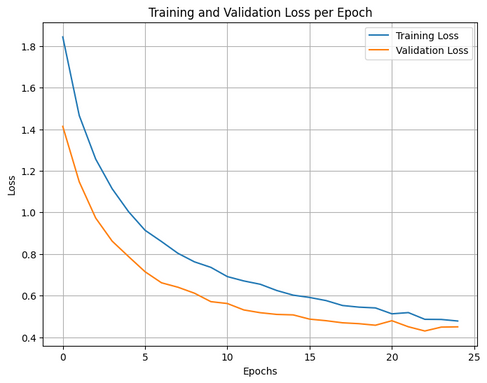 Training and Validation Loss per Epoch
Training Loss
Validation Loss
Loss
1.8
1.6
1.4
1.2
1.0
0.8
0.6
0.4
0 5 10 15 20 25
Epochs